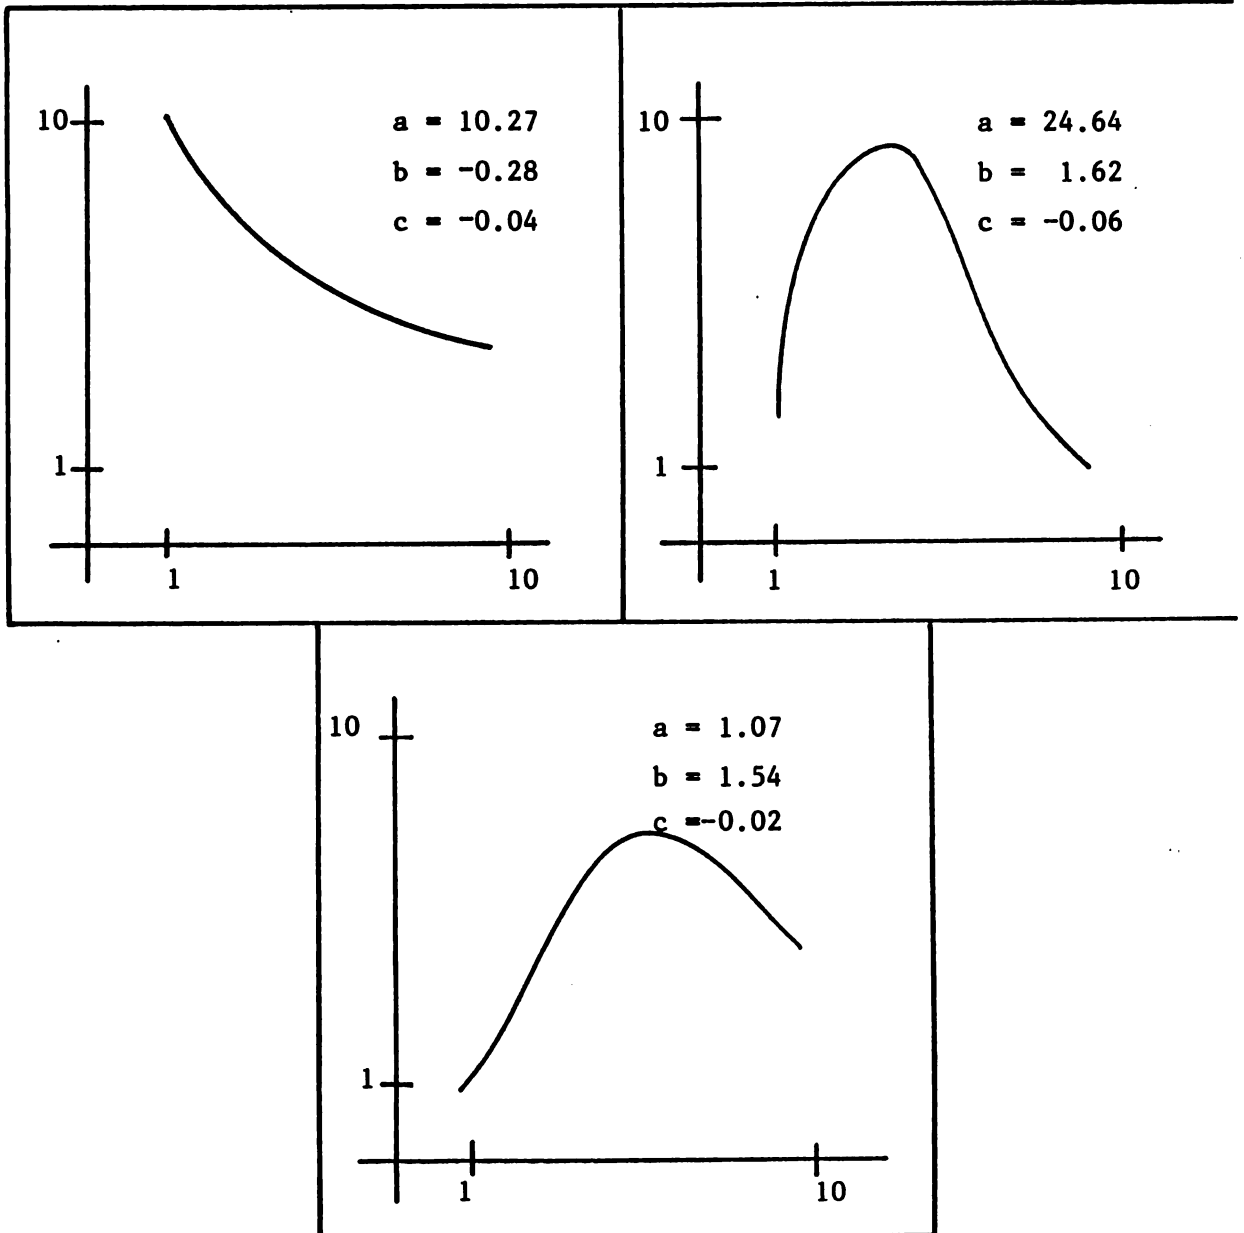 10
a = 10.27
b = -0.28
c = -0.04
1
1
10
10
a = 24.64
b = 1.62
c = -0.06
1
1
10
10
a = 1.07
b = 1.54
c =-0.02
1
1
10